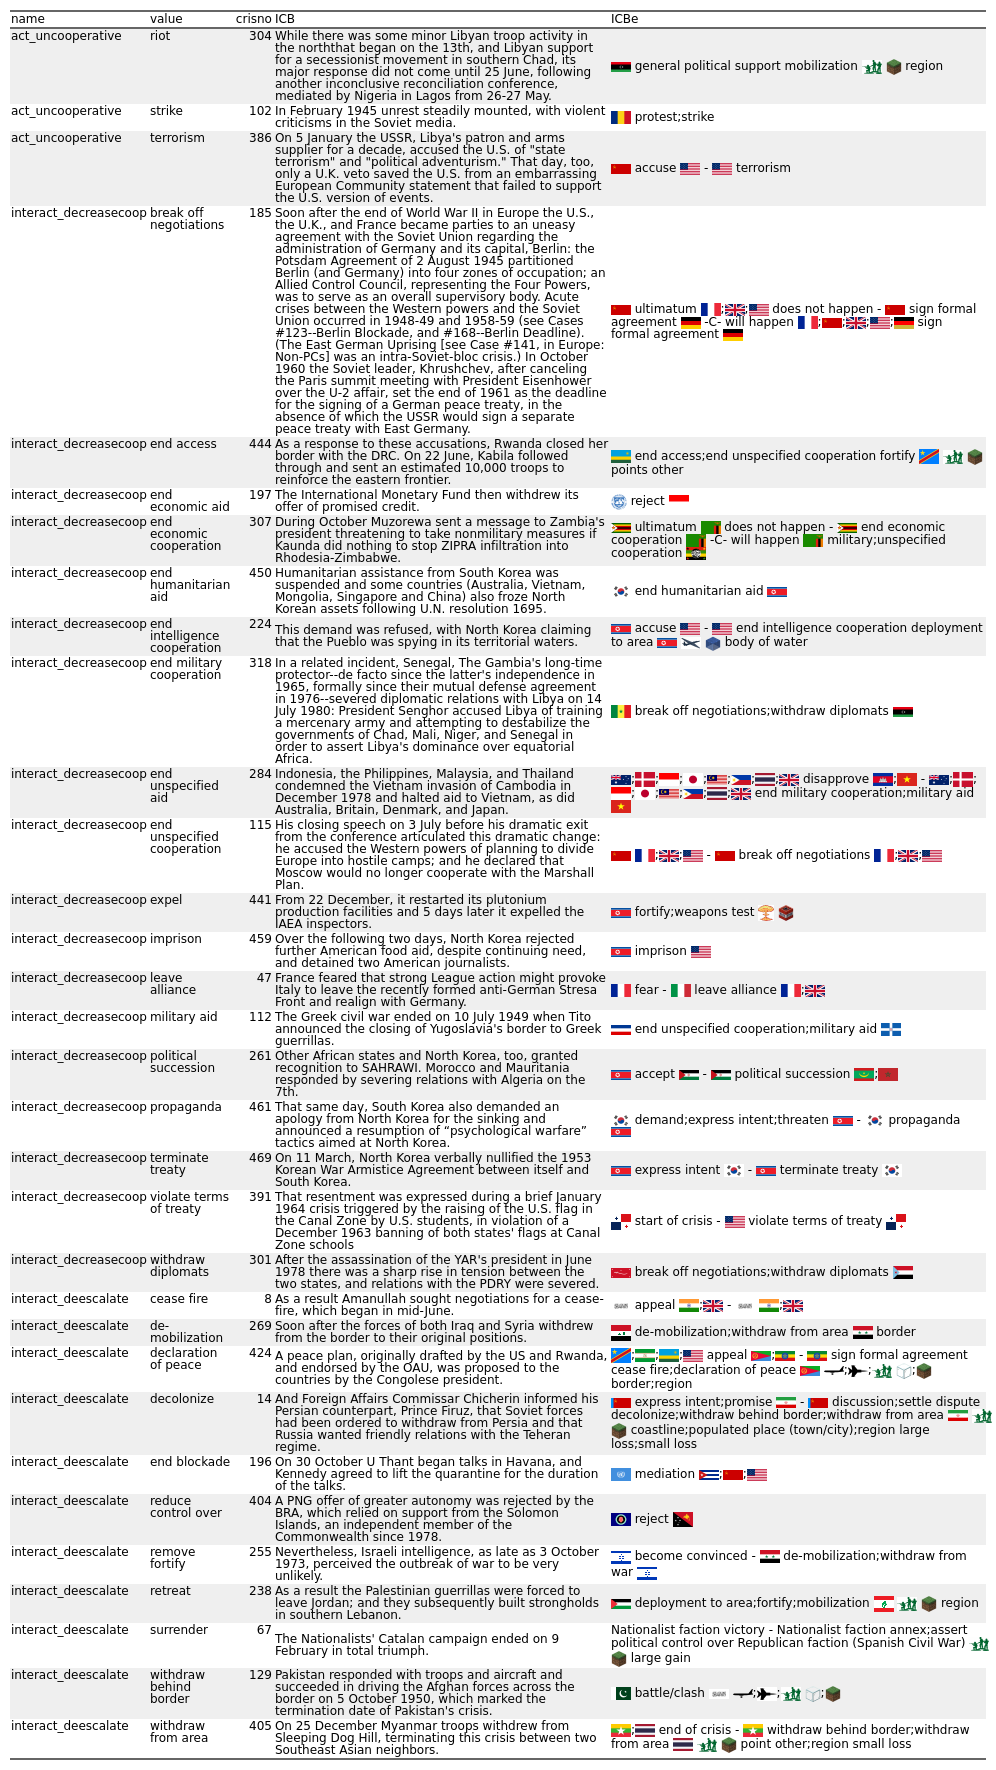 name value crisno ICB ICBe
act_uncooperative riot 304 While there was some minor Libyan troop activity in
the norththat began on the 13th, and Libyan support
for a secessionist movement in southern Chad, its
major response did not come until 25 June, following
another inconclusive reconciliation conference,
mediated by Nigeria in Lagos from 26-27 May.
general political support mobilization region
act_uncooperative strike 102 In February 1945 unrest steadily mounted, with violent
criticisms in the Soviet media.
protest;strike
act_uncooperative terrorism 386 On 5 January the USSR, Libya's patron and arms
supplier for a decade, accused the U.S. of "state
terrorism" and "political adventurism." That day, too,
only a U.K. veto saved the U.S. from an embarrassing
European Community statement that failed to support
the U.S. version of events.
accuse - terrorism
interact_decreasecoop break off
negotiations
185 Soon after the end of World War II in Europe the U.S.,
the U.K., and France became parties to an uneasy
agreement with the Soviet Union regarding the
administration of Germany and its capital, Berlin: the
Potsdam Agreement of 2 August 1945 partitioned
Berlin (and Germany) into four zones of occupation; an
Allied Control Council, representing the Four Powers,
was to serve as an overall supervisory body. Acute
crises between the Western powers and the Soviet
Union occurred in 1948-49 and 1958-59 (see Cases
#123--Berlin Blockade, and #168--Berlin Deadline).
(The East German Uprising [see Case #141, in Europe:
Non-PCs] was an intra-Soviet-bloc crisis.) In October
1960 the Soviet leader, Khrushchev, after canceling
the Paris summit meeting with President Eisenhower
over the U-2 affair, set the end of 1961 as the deadline
for the signing of a German peace treaty, in the
absence of which the USSR would sign a separate
peace treaty with East Germany.
ultimatum ; ; does not happen - sign formal
agreement -C- will happen ; ; ; ; sign
formal agreement
interact_decreasecoop end access 444 As a response to these accusations, Rwanda closed her
border with the DRC. On 22 June, Kabila followed
through and sent an estimated 10,000 troops to
reinforce the eastern frontier.
end access;end unspecified cooperation fortify
points other
interact_decreasecoop end
economic aid
197 The International Monetary Fund then withdrew its
offer of promised credit.
reject
interact_decreasecoop end
economic
cooperation
307 During October Muzorewa sent a message to Zambia's
president threatening to take nonmilitary measures if
Kaunda did nothing to stop ZIPRA infiltration into
Rhodesia-Zimbabwe.
ultimatum does not happen - end economic
cooperation -C- will happen military;unspecified
cooperation
interact_decreasecoop end
humanitarian
aid
450 Humanitarian assistance from South Korea was
suspended and some countries (Australia, Vietnam,
Mongolia, Singapore and China) also froze North
Korean assets following U.N. resolution 1695.
end humanitarian aid
interact_decreasecoop end
intelligence
cooperation
224 This demand was refused, with North Korea claiming
that the Pueblo was spying in its territorial waters.
accuse - end intelligence cooperation deployment
to area body of water
interact_decreasecoop end military
cooperation
318 In a related incident, Senegal, The Gambia's long-time
protector--de facto since the latter's independence in
1965, formally since their mutual defense agreement
in 1976--severed diplomatic relations with Libya on 14
July 1980: President Senghor accused Libya of training
a mercenary army and attempting to destabilize the
governments of Chad, Mali, Niger, and Senegal in
order to assert Libya's dominance over equatorial
Africa.
break off negotiations;withdraw diplomats
interact_decreasecoop end
unspecified
aid
284 Indonesia, the Philippines, Malaysia, and Thailand
condemned the Vietnam invasion of Cambodia in
December 1978 and halted aid to Vietnam, as did
Australia, Britain, Denmark, and Japan.
; ; ; ; ; ; ; disapprove ; - ; ;
; ; ; ; ; end military cooperation;military aid
interact_decreasecoop end
unspecified
cooperation
115 His closing speech on 3 July before his dramatic exit
from the conference articulated this dramatic change:
he accused the Western powers of planning to divide
Europe into hostile camps; and he declared that
Moscow would no longer cooperate with the Marshall
Plan.
; ; - break off negotiations ; ;
interact_decreasecoop expel 441 From 22 December, it restarted its plutonium
production facilities and 5 days later it expelled the
IAEA inspectors.
fortify;weapons test
interact_decreasecoop imprison 459 Over the following two days, North Korea rejected
further American food aid, despite continuing need,
and detained two American journalists.
imprison
interact_decreasecoop leave
alliance
47 France feared that strong League action might provoke
Italy to leave the recently formed anti-German Stresa
Front and realign with Germany.
fear - leave alliance ;
interact_decreasecoop military aid 112 The Greek civil war ended on 10 July 1949 when Tito
announced the closing of Yugoslavia's border to Greek
guerrillas.
end unspecified cooperation;military aid
interact_decreasecoop political
succession
261 Other African states and North Korea, too, granted
recognition to SAHRAWI. Morocco and Mauritania
responded by severing relations with Algeria on the
7th.
accept - political succession ;
interact_decreasecoop propaganda 461 That same day, South Korea also demanded an
apology from North Korea for the sinking and
announced a resumption of “psychological warfare”
tactics aimed at North Korea.
demand;express intent;threaten - propaganda
interact_decreasecoop terminate
treaty
469 On 11 March, North Korea verbally nullified the 1953
Korean War Armistice Agreement between itself and
South Korea.
express intent - terminate treaty
interact_decreasecoop violate terms
of treaty
391 That resentment was expressed during a brief January
1964 crisis triggered by the raising of the U.S. flag in
the Canal Zone by U.S. students, in violation of a
December 1963 banning of both states' flags at Canal
Zone schools
start of crisis - violate terms of treaty
interact_decreasecoop withdraw
diplomats
301 After the assassination of the YAR's president in June
1978 there was a sharp rise in tension between the
two states, and relations with the PDRY were severed.
break off negotiations;withdraw diplomats
interact_deescalate cease fire 8 As a result Amanullah sought negotiations for a cease-
fire, which began in mid-June.
appeal ; - ;
interact_deescalate de-
mobilization
269 Soon after the forces of both Iraq and Syria withdrew
from the border to their original positions.
de-mobilization;withdraw from area border
interact_deescalate declaration
of peace
424 A peace plan, originally drafted by the US and Rwanda,
and endorsed by the OAU, was proposed to the
countries by the Congolese president.
; ; ; appeal ; - sign formal agreement
cease fire;declaration of peace ; ; ; ;
border;region
interact_deescalate decolonize 14 And Foreign Affairs Commissar Chicherin informed his
Persian counterpart, Prince Firuz, that Soviet forces
had been ordered to withdraw from Persia and that
Russia wanted friendly relations with the Teheran
regime.
express intent;promise - discussion;settle dispute
decolonize;withdraw behind border;withdraw from area
coastline;populated place (town/city);region large
loss;small loss
interact_deescalate end blockade 196 On 30 October U Thant began talks in Havana, and
Kennedy agreed to lift the quarantine for the duration
of the talks.
mediation ; ;
interact_deescalate reduce
control over
404 A PNG offer of greater autonomy was rejected by the
BRA, which relied on support from the Solomon
Islands, an independent member of the
Commonwealth since 1978.
reject
interact_deescalate remove
fortify
255 Nevertheless, Israeli intelligence, as late as 3 October
1973, perceived the outbreak of war to be very
unlikely.
become convinced - de-mobilization;withdraw from
war
interact_deescalate retreat 238 As a result the Palestinian guerrillas were forced to
leave Jordan; and they subsequently built strongholds
in southern Lebanon.
deployment to area;fortify;mobilization region
interact_deescalate surrender 67
The Nationalists' Catalan campaign ended on 9
February in total triumph.
Nationalist faction victory - Nationalist faction annex;assert
political control over Republican faction (Spanish Civil War)
large gain
interact_deescalate withdraw
behind
border
129 Pakistan responded with troops and aircraft and
succeeded in driving the Afghan forces across the
border on 5 October 1950, which marked the
termination date of Pakistan's crisis.
battle/clash ; ; ; ;
interact_deescalate withdraw
from area
405 On 25 December Myanmar troops withdrew from
Sleeping Dog Hill, terminating this crisis between two
Southeast Asian neighbors.
; end of crisis - withdraw behind border;withdraw
from area point other;region small loss